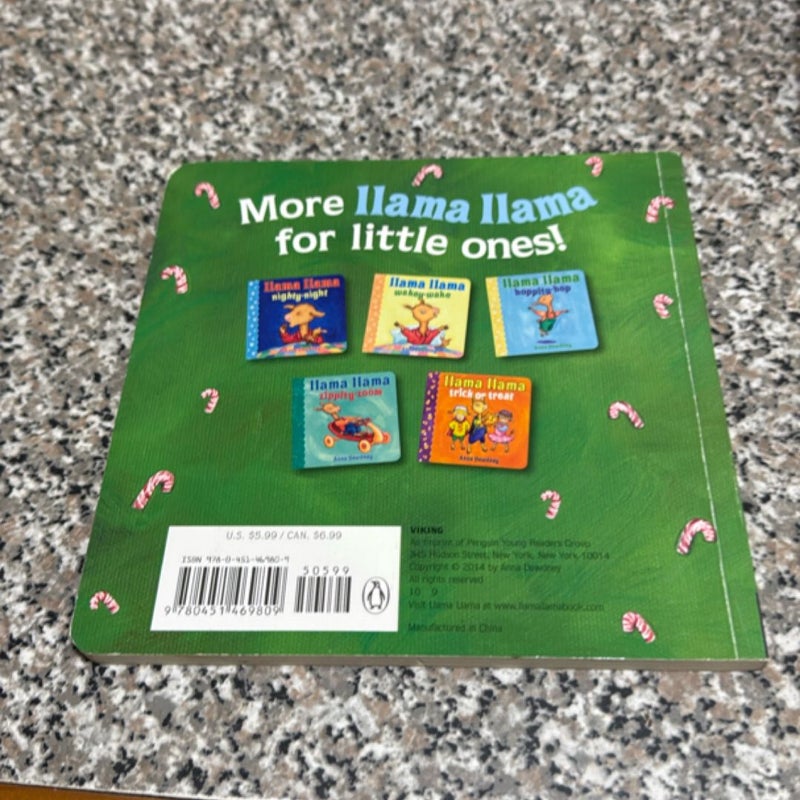 More llama llama
for little ones!
llama llama
nighty-night
llama llama
wakey-wake
llama llama
hoppity-hop
Anna Dewdney
llama llama
zippity-zoom
Anna Dewdney
llama llama
trick or treat
Anna Dewdney
U.S. $5.99 / CAN. $6.99
ISBN 978-0-451-46980-9
50599
9 780451 469809
VIKING
An Imprint of Penguin Young Readers Group
345 Hudson Street, New York, New York 10014
Copyright © 2014 by Anna Dewdney
All rights reserved
10 9
Visit Llama Llama at www.llamallamabook.com
Manufactured in China